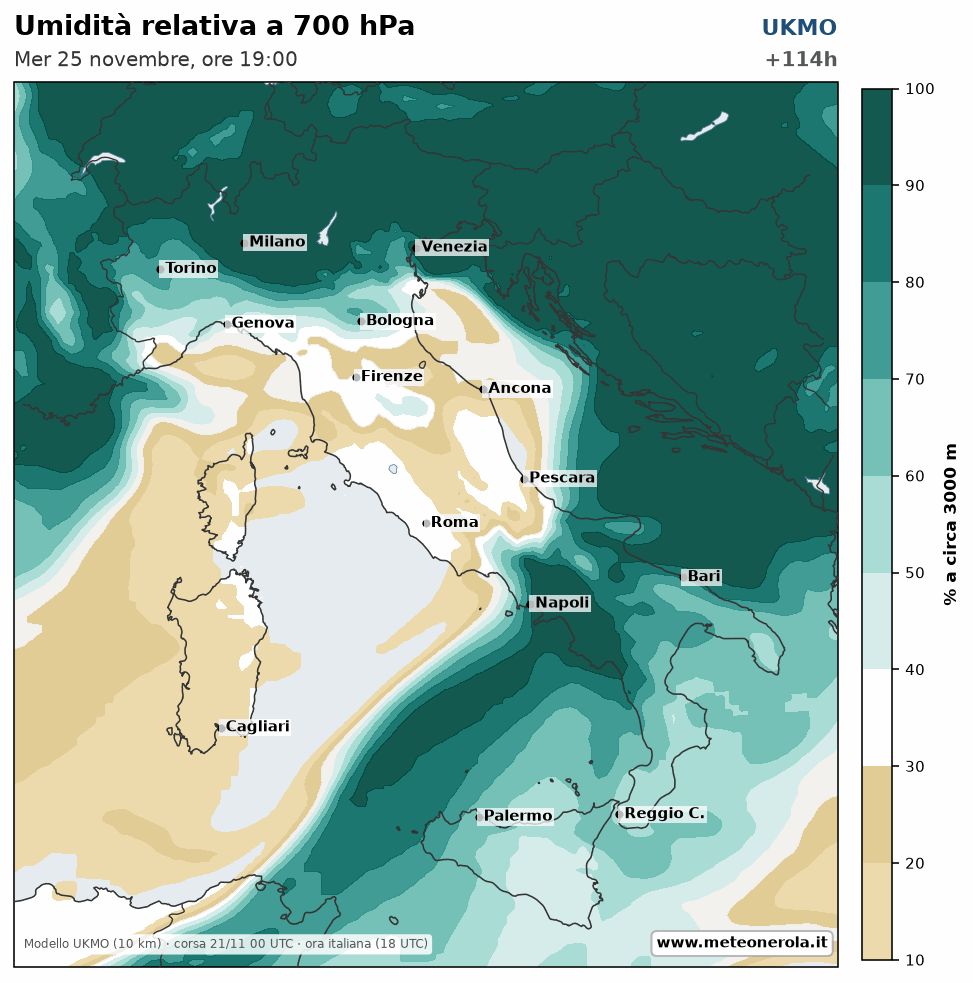 Umidità relativa a 700 hPa
UKMO
Mer 25 novembre, ore 19:00
+114h
Milano
Venezia
Torino
Genova
Bologna
Firenze
Ancona
Pescara
Roma
Bari
Napoli
Cagliari
Palermo
Reggio C.
100
90
80
70
60
50
40
30
20
10
% a circa 3000 m
Modello UKMO (10 km) · corsa 21/11 00 UTC · ora italiana (18 UTC)
www.meteonerola.it